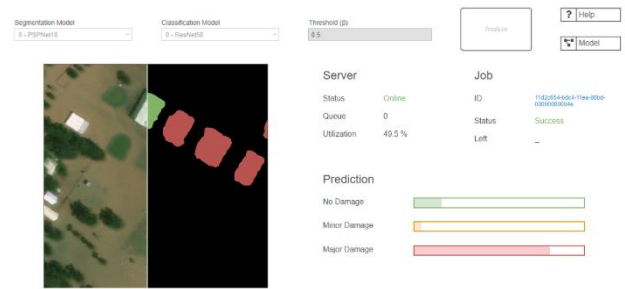 Segmentation Model
Classification Model
Threshold (β)
0 - PSPNet18
0 - ResNet50
0.5
Analyze
? Help
Model
Server
Job
Status Online
ID
Queue 0
Status Success
Utilization 49.5 %
Left _
Prediction
No Damage
Minor Damage
Major Damage